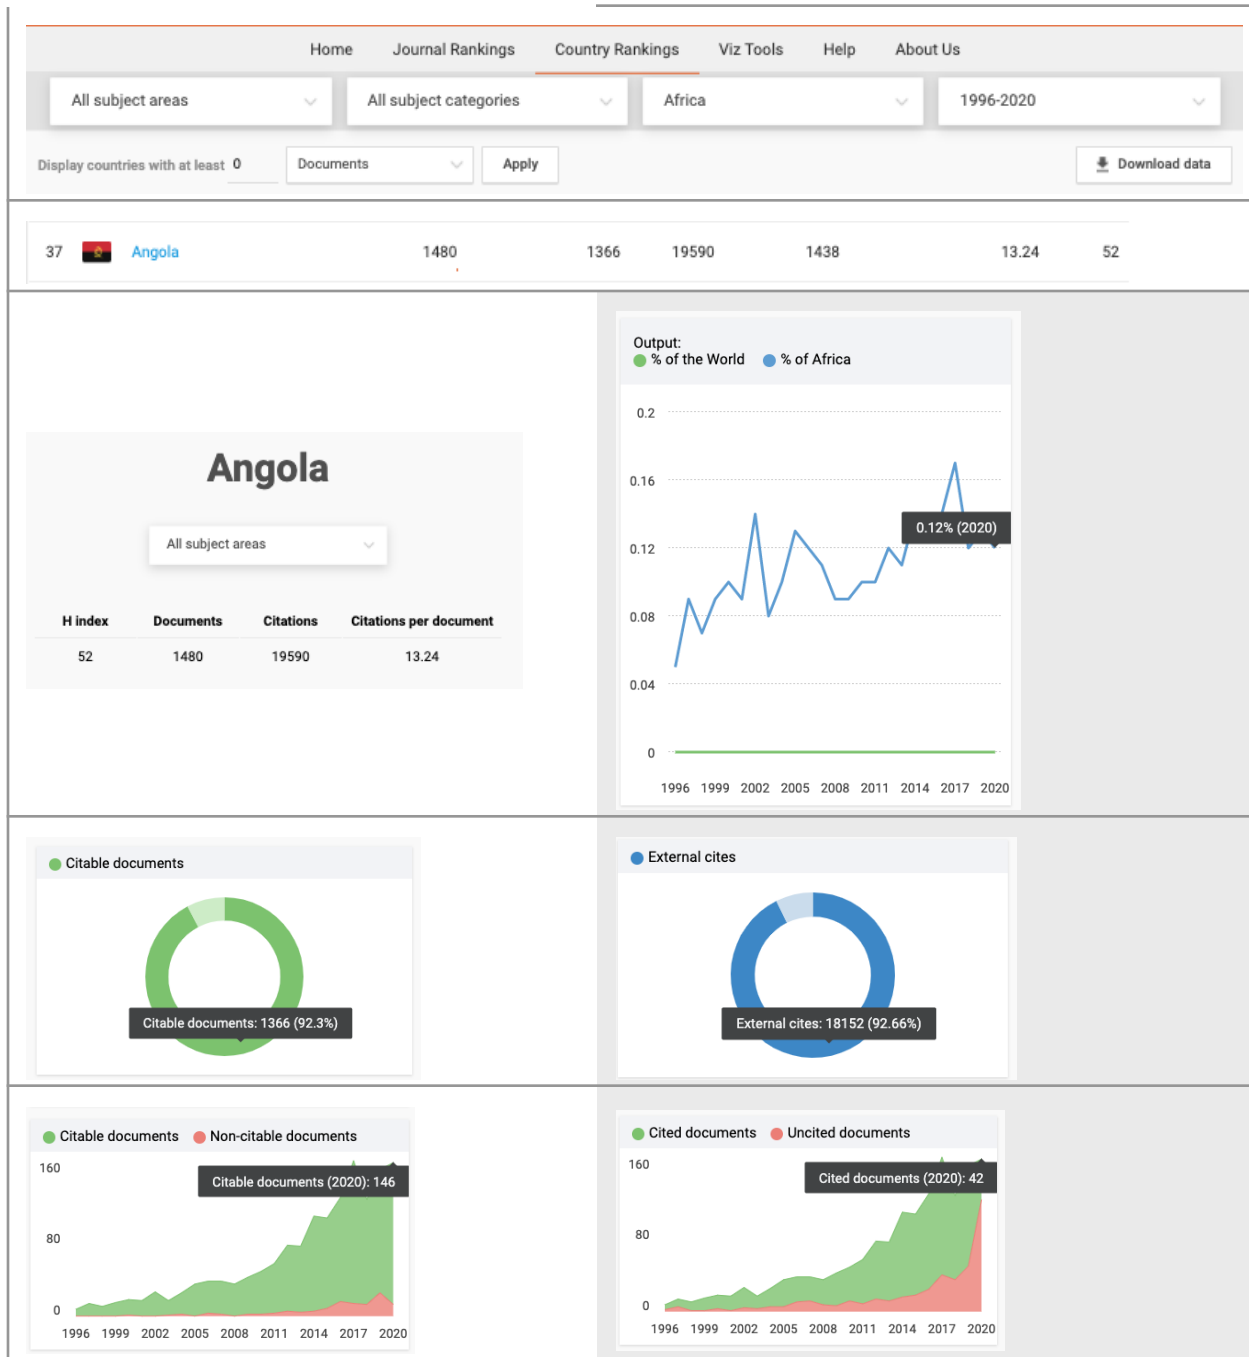 Home Journal Rankings Country Rankings Viz Tools Help About Us
All subject areas All subject categories Africa 1996-2020
Display countries with at least 0 Documents Apply Download data
37 Angola 1480 1366 19590 1438 13.24 52
Output:
% of the World % of Africa
0.2
0.16
0.12% (2020)
0.12
0.08
0.04
0
1996 1999 2002 2005 2008 2011 2014 2017 2020
Angola
All subject areas
H index Documents Citations Citations per document
52 1480 19590 13.24
Citable documents
Citable documents: 1366 (92.3%)
External cites
External cites: 18152 (92.66%)
Citable documents Non-citable documents
160
Citable documents (2020): 146
80
0
1996 1999 2002 2005 2008 2011 2014 2017 2020
Cited documents Uncited documents
160
Cited documents (2020): 42
80
0
1996 1999 2002 2005 2008 2011 2014 2017 2020